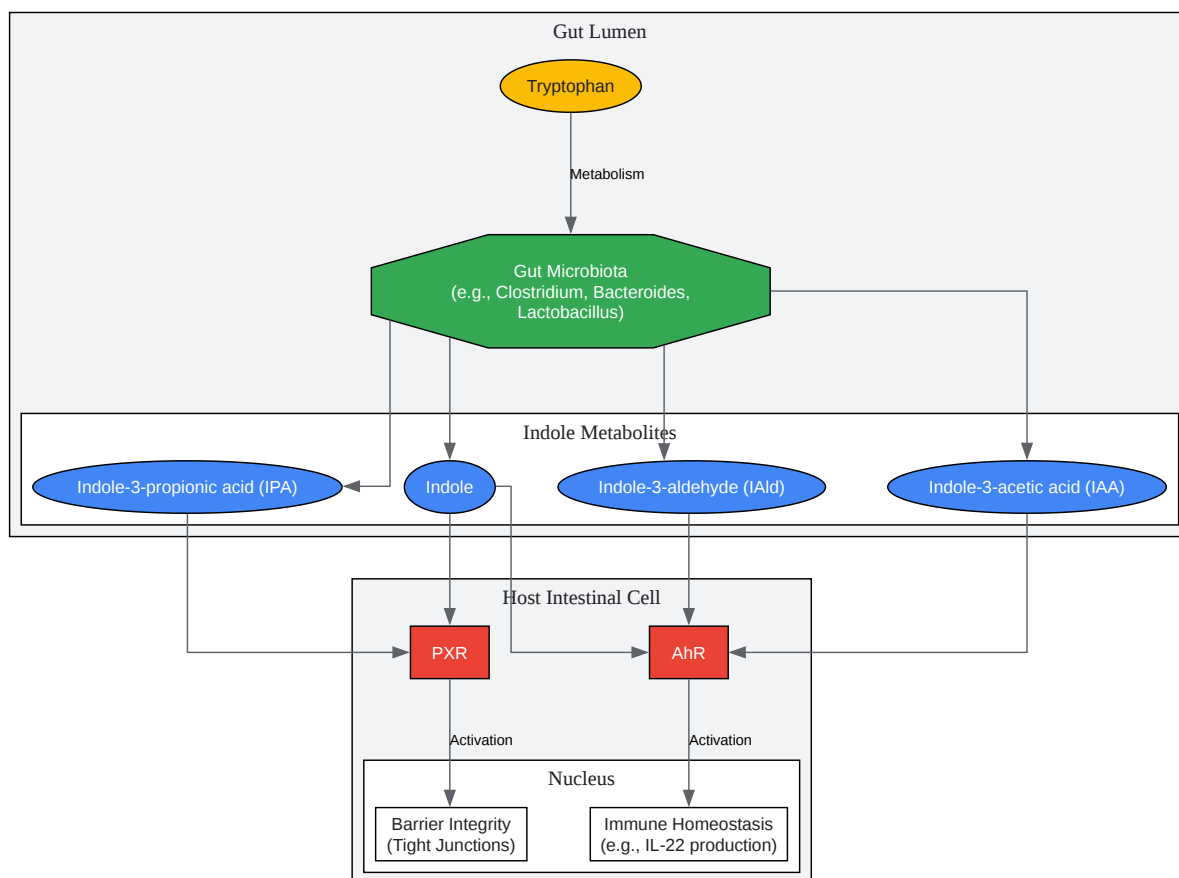 Gut Lumen
Tryptophan
Metabolism
Gut Microbiota
(e.g., Clostridium, Bacteroides,
Lactobacillus)
Indole Metabolites
Indole-3-propionic acid (IPA)
Indole
Indole-3-aldehyde (IAld)
Indole-3-acetic acid (IAA)
Host Intestinal Cell
PXR
AhR
Activation
Activation
Nucleus
Barrier Integrity
(Tight Junctions)
Immune Homeostasis
(e.g., IL-22 production)